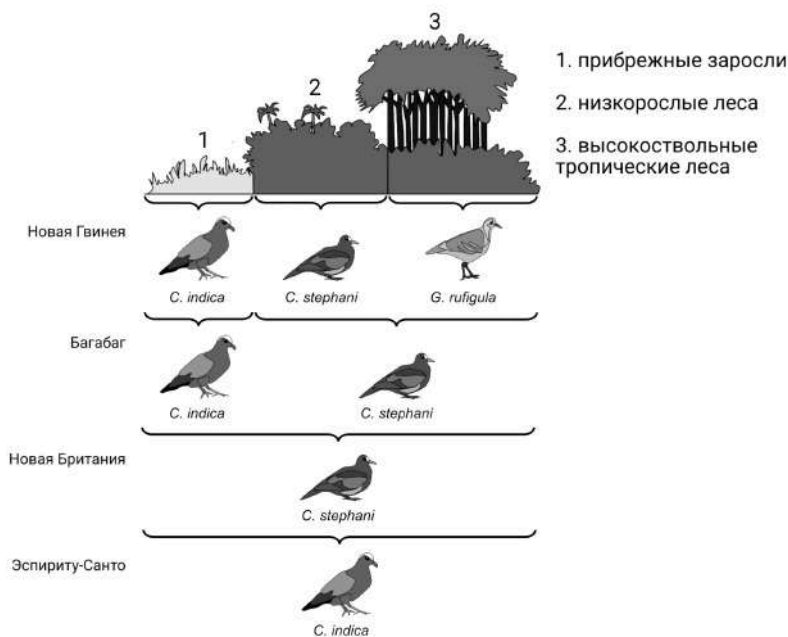 3
2
1
1. прибрежные заросли
2. низкорослые леса
3. высокоствольные
тропические леса
Новая Гвинея
C. indica
C. stephani
G. rufigula
Багабаг
C. indica
C. stephani
Новая Британия
C. stephani
Эспириту-Санто
C. indica